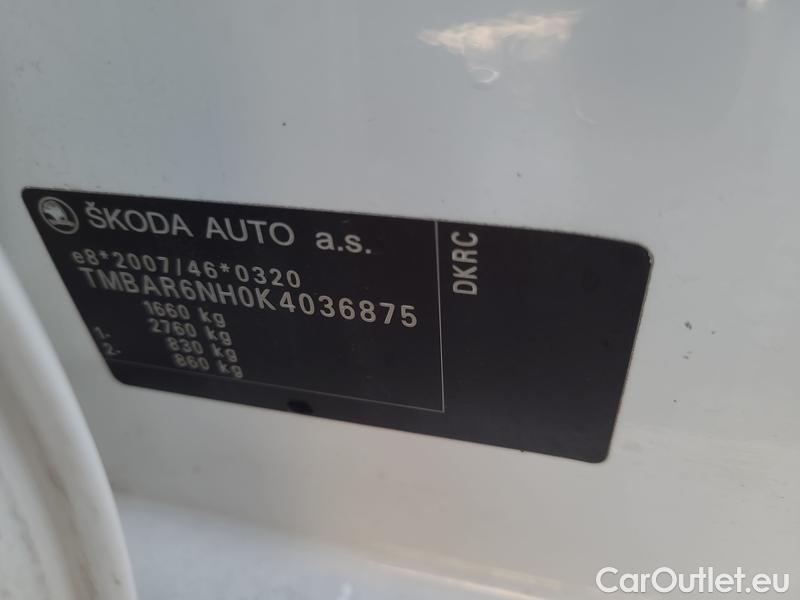 ŠKODA AUTO a.s.
e8*2007/46*0320
TMBAR6NH0K4036875
1660 kg
2760 kg
1- 830 kg
2- 860 kg
DKRC
CarOutlet.eu